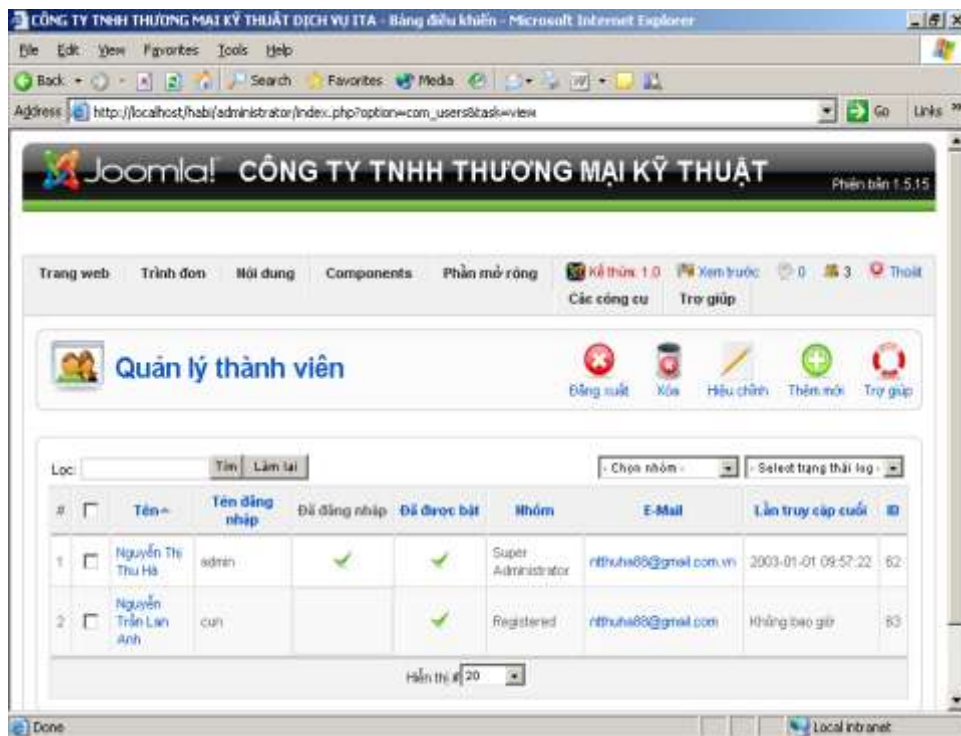 CÔNG TY TNHH THƯƠNG MẠI KỸ THUẬT DỊCH VỤ ITA - Bảng điều khiển - Microsoft Internet Explorer
File Edit View Favorites Tools Help
Back Search Favorites Media
Address http://localhost/habi/administrator/index.php?option=com_users&task=view Go Links
Joomla! CÔNG TY TNHH THƯƠNG MẠI KỸ THUẬT
Phiên bản 1.5.15
Trang web Trình đơn Nội dung Components Phần mở rộng Kế thừa: 1.0 Xem trước 0 3 Thoát
Các công cụ Trợ giúp
Quản lý thành viên
Đăng xuất Xóa Hiệu chỉnh Thêm mới Trợ giúp
Lọc: Tìm Làm lại - Chọn nhóm - - Select trạng thái log -
# Tên Tên đăng nhập Đã đăng nhập Đã được bật Nhóm E-Mail Lần truy cập cuối ID
1 Nguyễn Thị Thu Hà admin Super Administrator ntthuha88@gmail.com.vn 2003-01-01 09:57:22 62
2 Nguyễn Trần Lan Anh cun Registered ntthuha88@gmail.com Không bao giờ 63
Hiển thị # 20
Done Local intranet